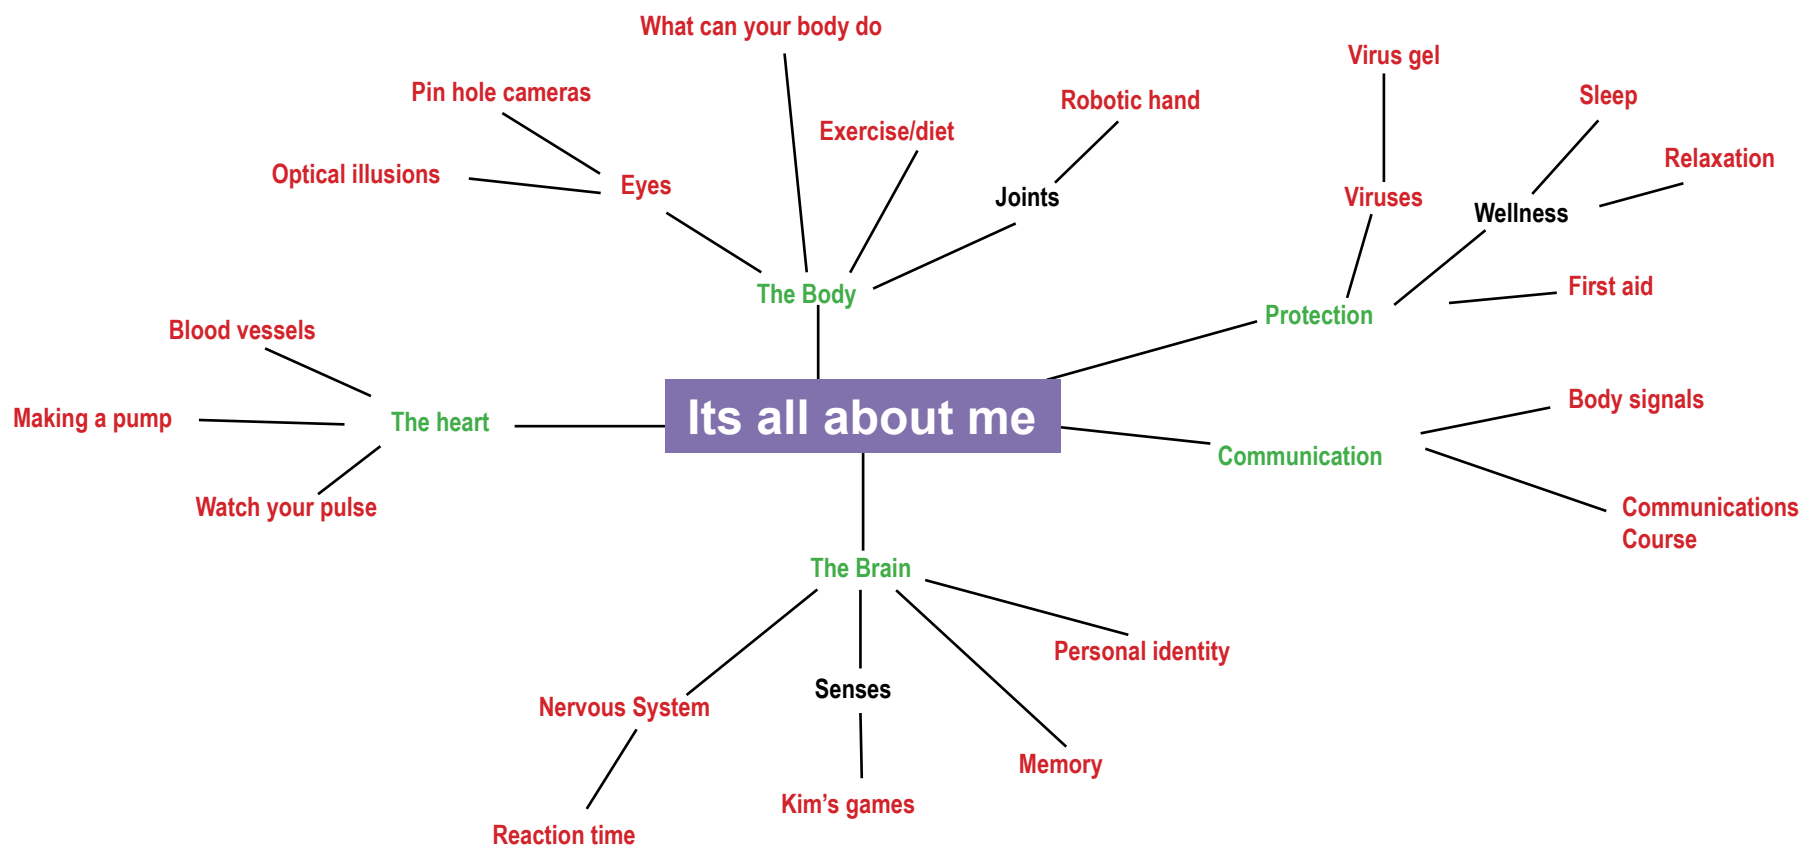 What can your body do
Virus gel
Pin hole cameras
Robotic hand
Sleep
Exercise/diet
Relaxation
Optical illusions
Eyes
Joints
Viruses
Wellness
The Body
First aid
Protection
Blood vessels
Making a pump
The heart
Its all about me
Body signals
Communication
Watch your pulse
Communications
Course
The Brain
Personal identity
Senses
Nervous System
Memory
Kim’s games
Reaction time